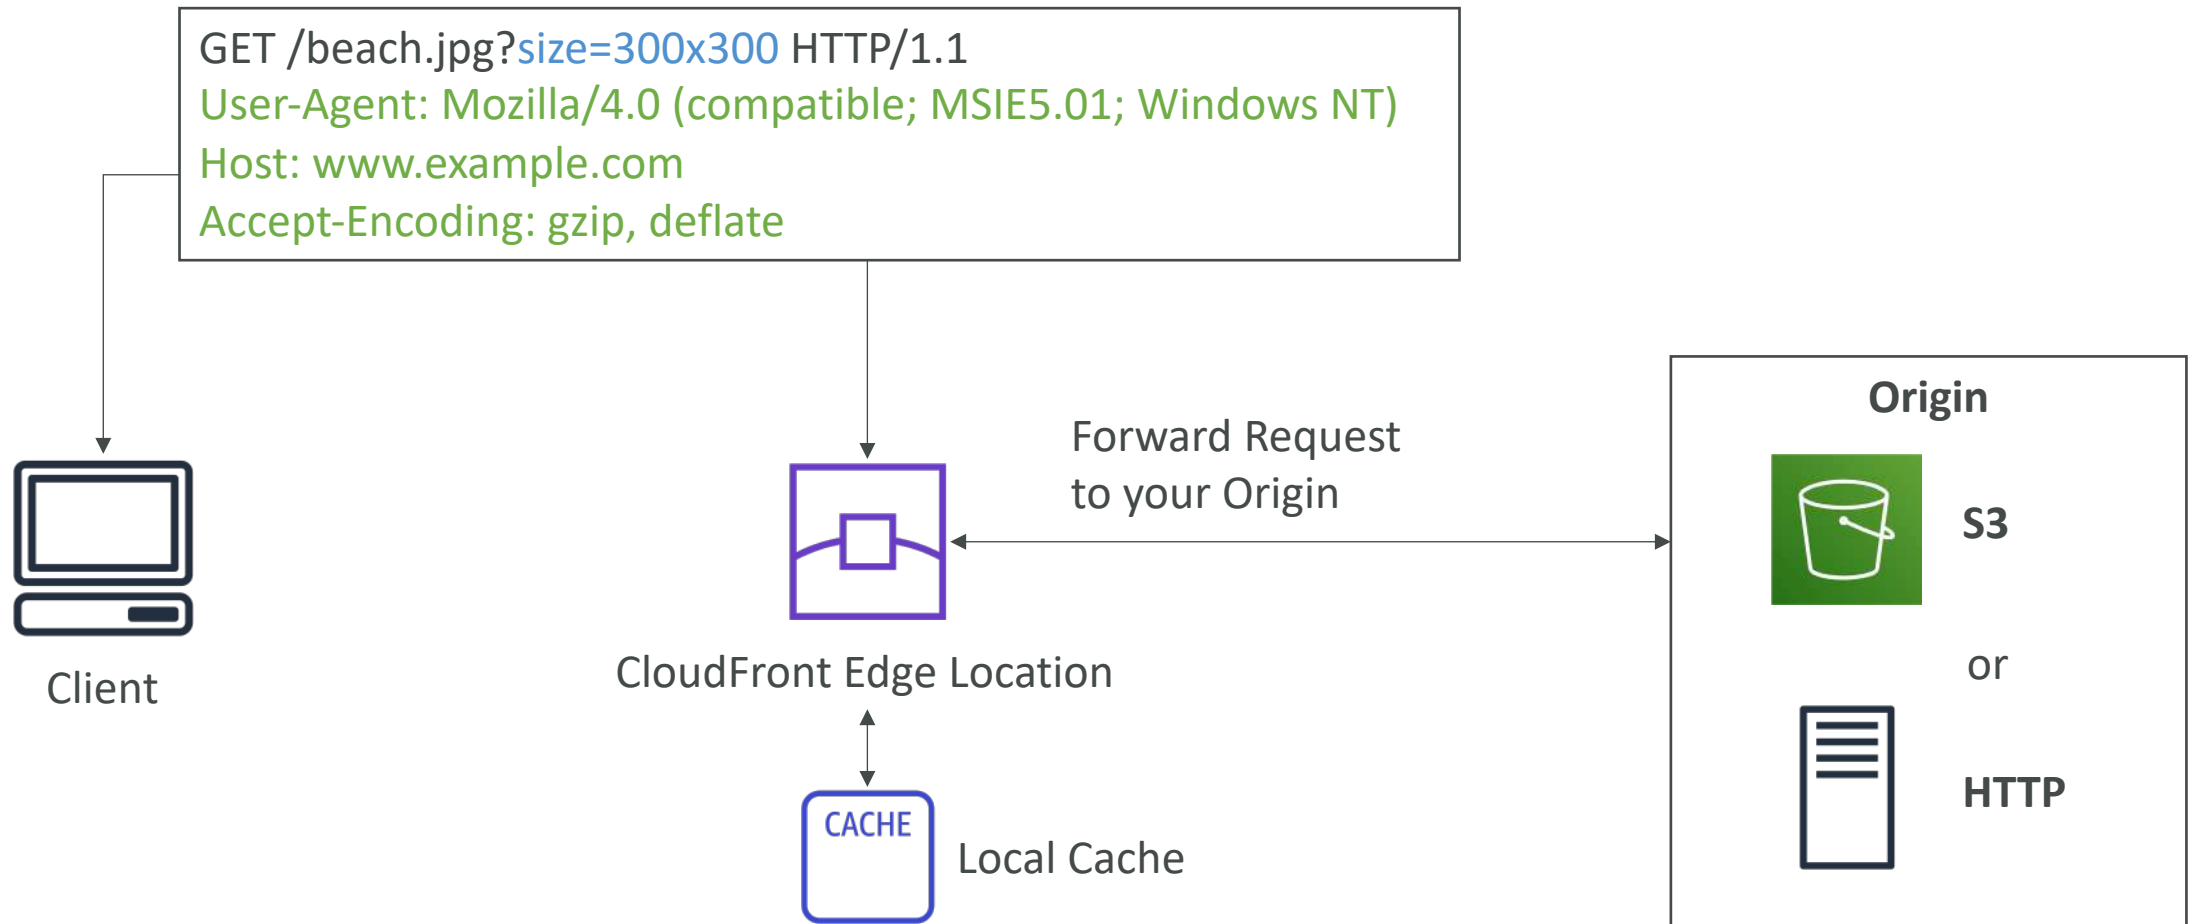 GET /beach.jpg?size=300x300 HTTP/1.1
User-Agent: Mozilla/4.0 (compatible; MSIE5.01; Windows NT)
Host: www.example.com
Accept-Encoding: gzip, deflate
Origin
Forward Request
to your Origin
S3
or
HTTP
Client
CloudFront Edge Location
CACHE
Local Cache